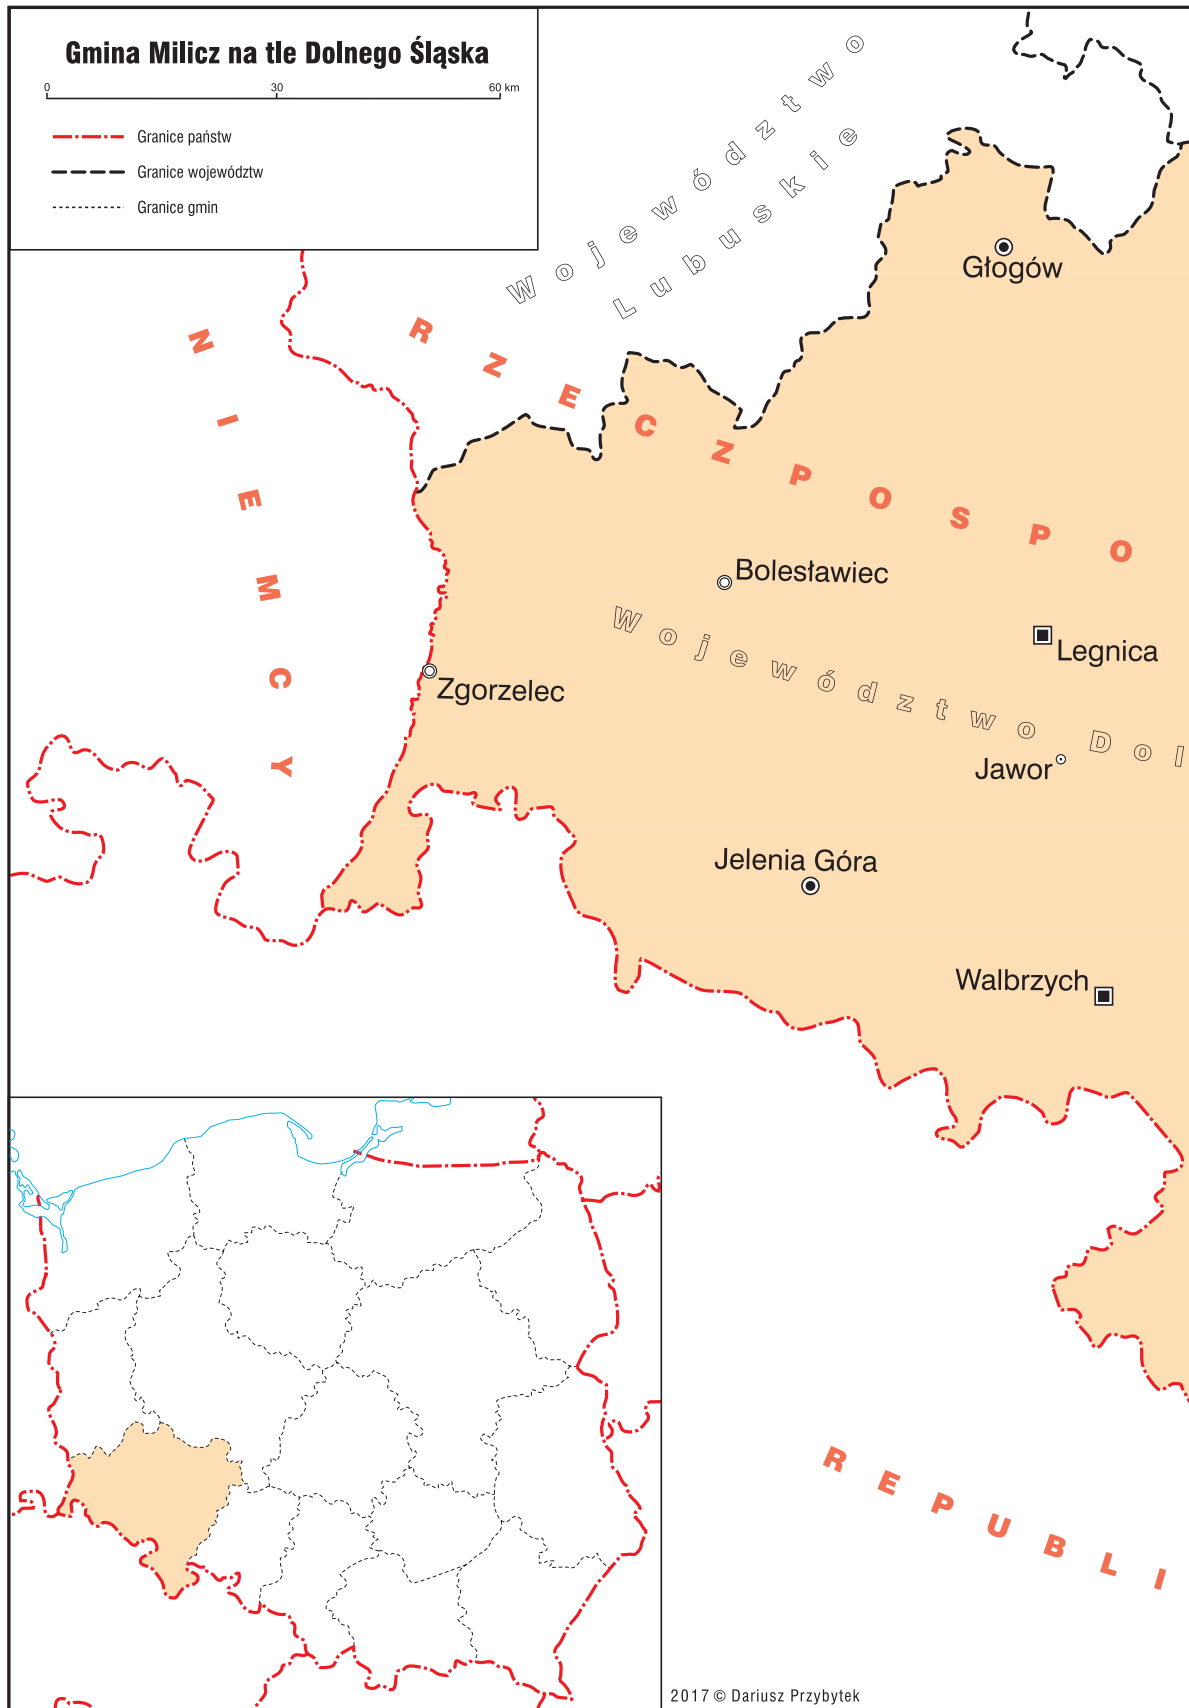 Gmina Milicz na tle Dolnego Śląska
0 30 60 km
Granice państw
Granice województw
Granice gmin
Województwo
Lubuskie
NIEMCY
RZECZPOSPO
Głogów
Bolesławiec
Legnica
Zgorzelec
Województwo Dol
Jawor
Jelenia Góra
Walbrzych
REPUBLI
2017 © Dariusz Przybytek